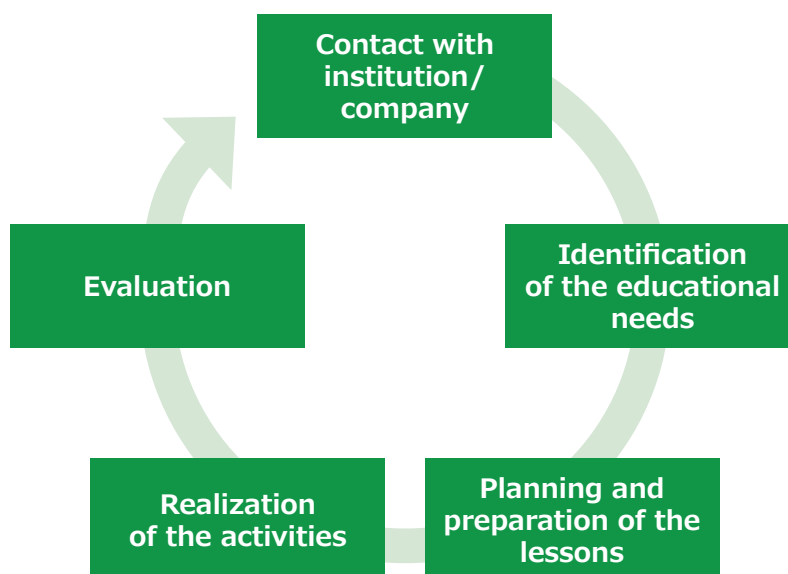 Contact with
institution/
company
Identification
of the educational
needs
Planning and
preparation of the
lessons
Realization
of the activities
Evaluation